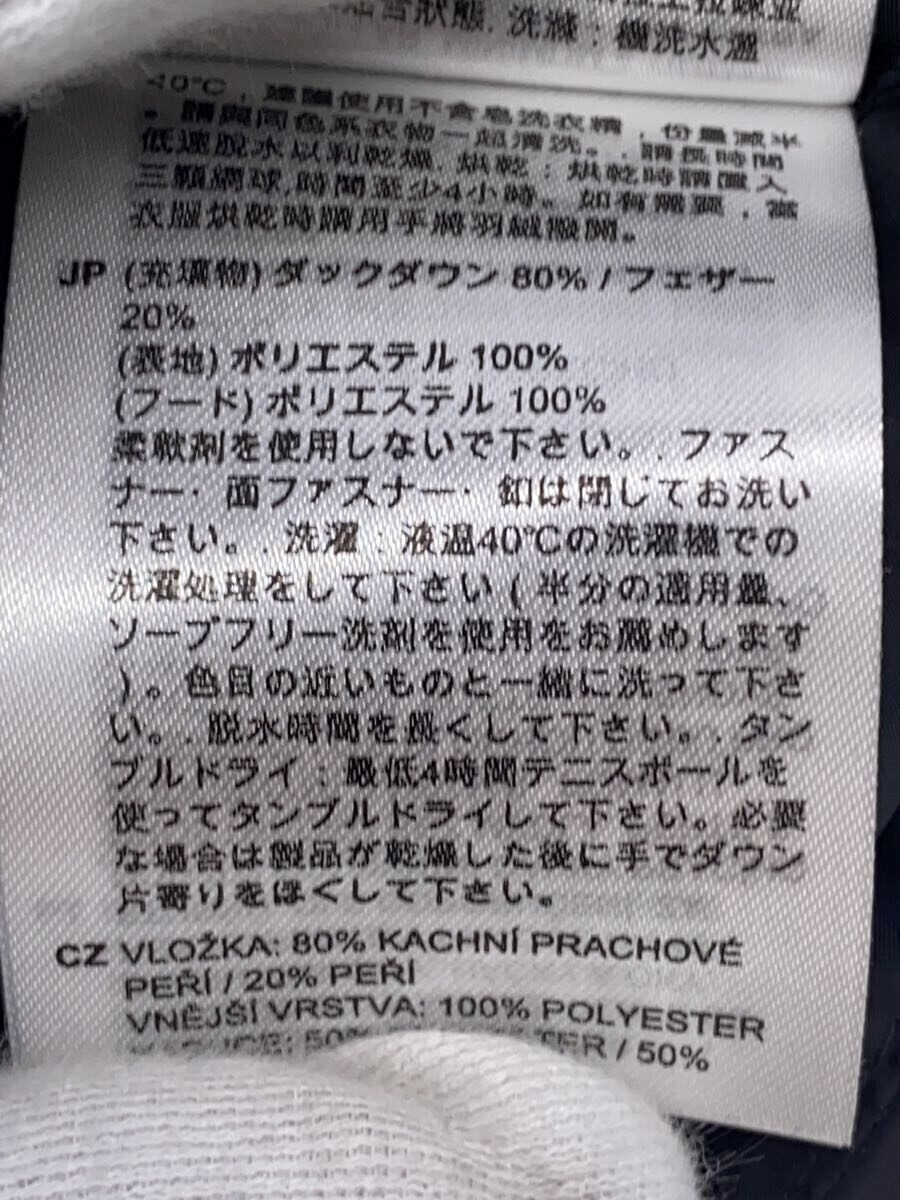 狀態. 洗滌 : 機洗水溫
40°C , 建議使用不含皂洗衣精 , 份量減半
。請與同色系衣物一起清洗。. 請長時間
低速脫水以利乾燥. 烘乾 : 烘乾時請置入
三顆網球,時間至少4小時。如有需要 , 當
衣服烘乾時請用手將羽絨撥開。
JP (充填物) ダックダウン 80% / フェザー
20%
(表地) ポリエステル 100%
(フード) ポリエステル 100%
柔軟剤を使用しないで下さい。. ファス
ナー・面ファスナー・ 釦は閉じてお洗い
下さい。. 洗濯 : 液温40°Cの洗濯機での
洗濯処理をして下さい ( 半分の適用量、
ソープフリー洗剤を使用をお薦めします
)。色目の近いものと一緒に洗って下さ
い。. 脱水時間を長くして下さい。. タン
ブルドライ : 最低4時間テニスボールを
使ってタンブルドライして下さい。必要
な場合は製品が乾燥した後に手でダウン
片寄りをほぐして下さい。
CZ VLOŽKA: 80% KACHNÍ PRACHOVÉ
PEŘÍ / 20% PEŘÍ
VNĚJŠÍ VRSTVA: 100% POLYESTER
/ 50%